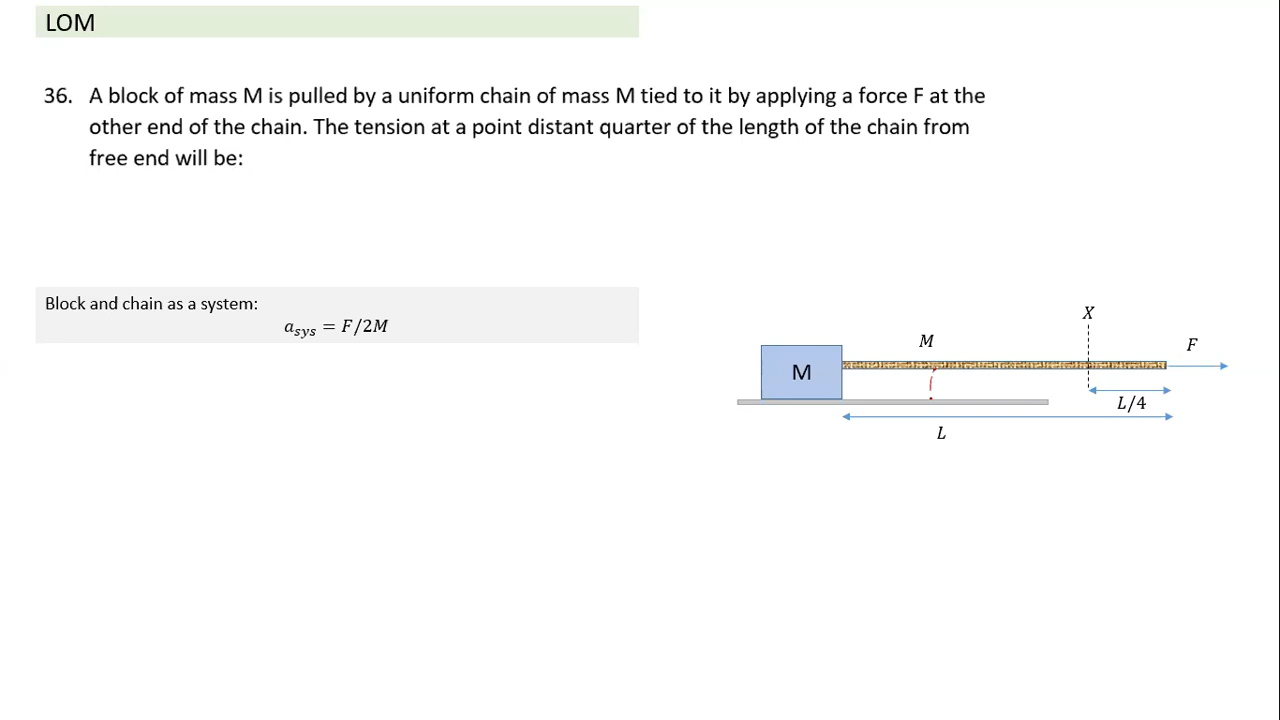 LOM
36. A block of mass M is pulled by a uniform chain of mass M tied to it by applying a force F at the
other end of the chain. The tension at a point distant quarter of the length of the chain from
free end will be:
Block and chain as a system:
a_sys = F/2M
X
M
F
M
L/4
L